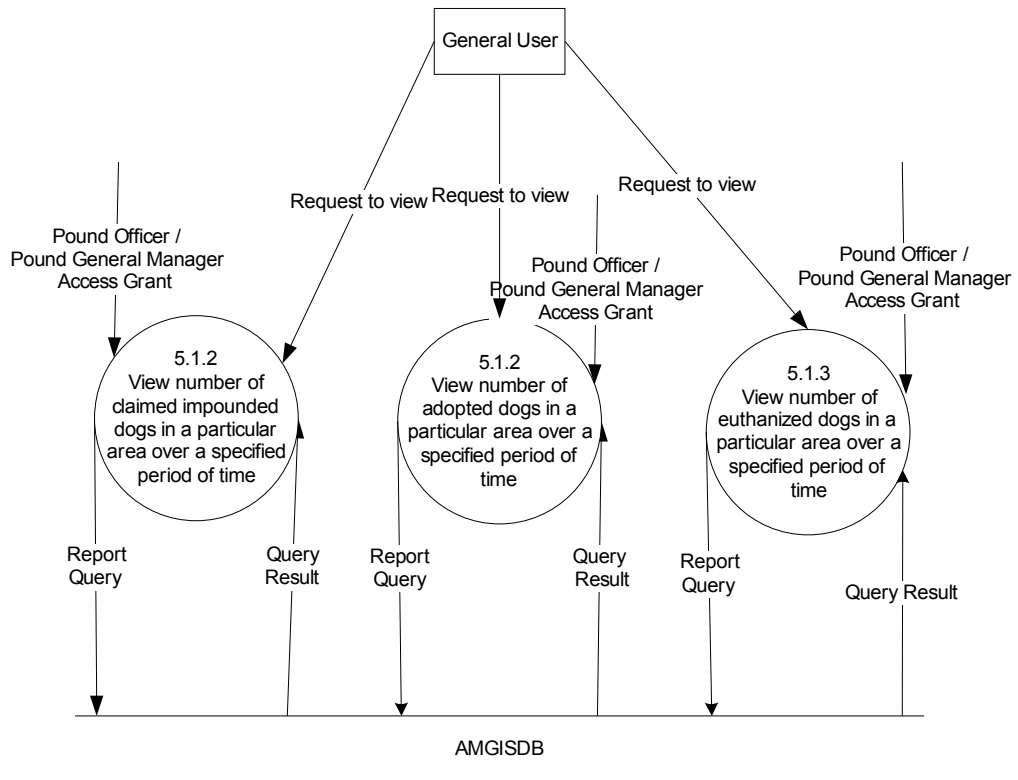 General User
Request to view
Request to view
Request to view
Pound Officer /
Pound General Manager
Access Grant
Pound Officer /
Pound General Manager
Access Grant
Pound Officer /
Pound General Manager
Access Grant
5.1.2
View number of
claimed impounded
dogs in a particular
area over a specified
period of time
5.1.2
View number of
adopted dogs in a
particular area over a
specified period of
time
5.1.3
View number of
euthanized dogs in a
particular area over a
specified period of
time
Report
Query
Query
Result
Report
Query
Query
Result
Report
Query
Query Result
AMGISDB